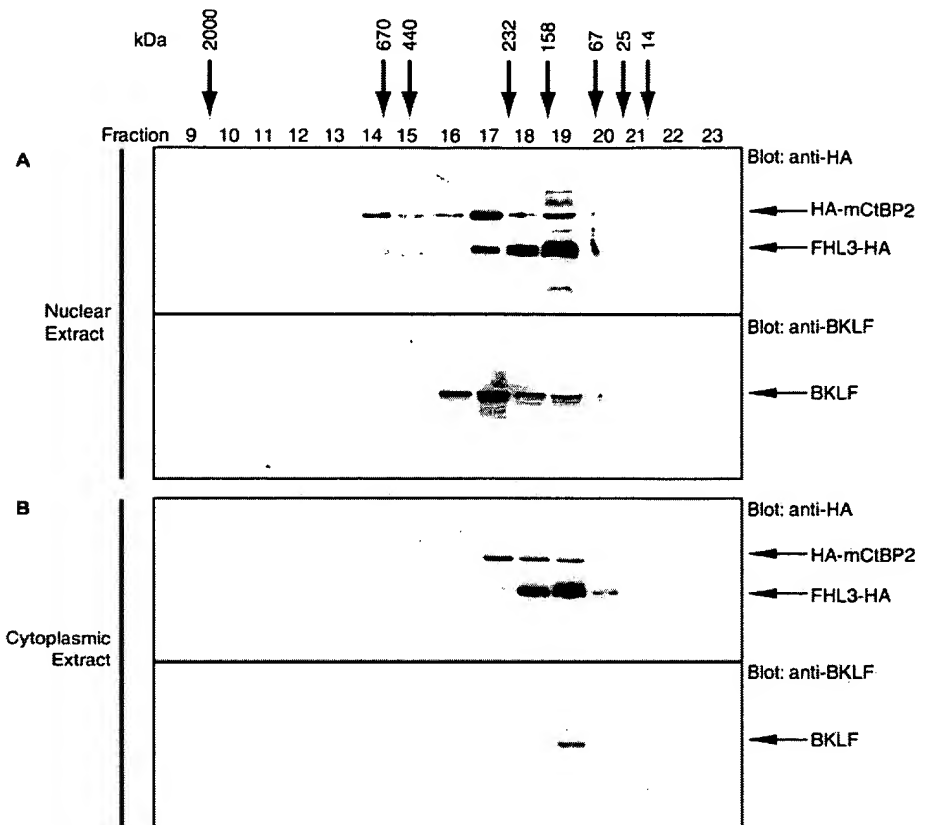 kDa 2000 670 440 232 158 67 25 14
Fraction 9 10 11 12 13 14 15 16 17 18 19 20 21 22 23
A
Blot: anti-HA
HA-mCtBP2
FHL3-HA
Nuclear
Extract
Blot: anti-BKLF
BKLF
B
Blot: anti-HA
HA-mCtBP2
FHL3-HA
Cytoplasmic
Extract
Blot: anti-BKLF
BKLF